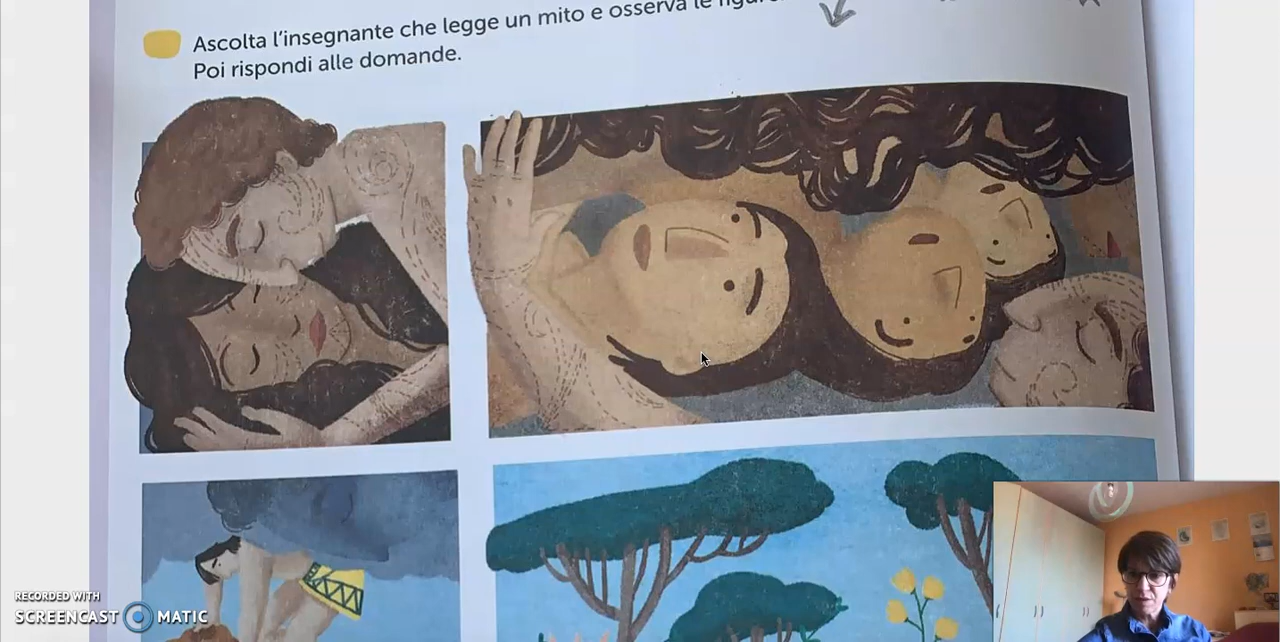 Ascolta l'insegnante che legge un mito e osserva le
Poi rispondi alle domande.
RECORDED WITH
SCREENCAST MATIC